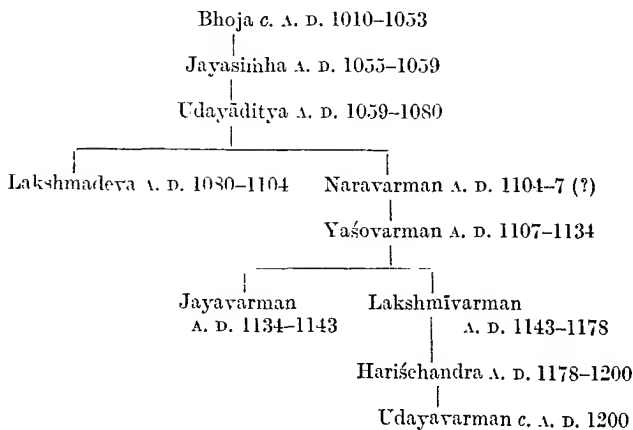 Bhoja c. A. D. 1010–1053
Jayasiṁha A. D. 1055–1059
Udayāditya A. D. 1059–1080
Lakshmadeva A. D. 1080–1104 Naravarman A. D. 1104–7 (?)
Yaśovarman A. D. 1107–1134
Jayavarman Lakshmīvarman
A. D. 1134–1143 A. D. 1143–1178
Hariśchandra A. D. 1178–1200
Udayavarman c. A. D. 1200